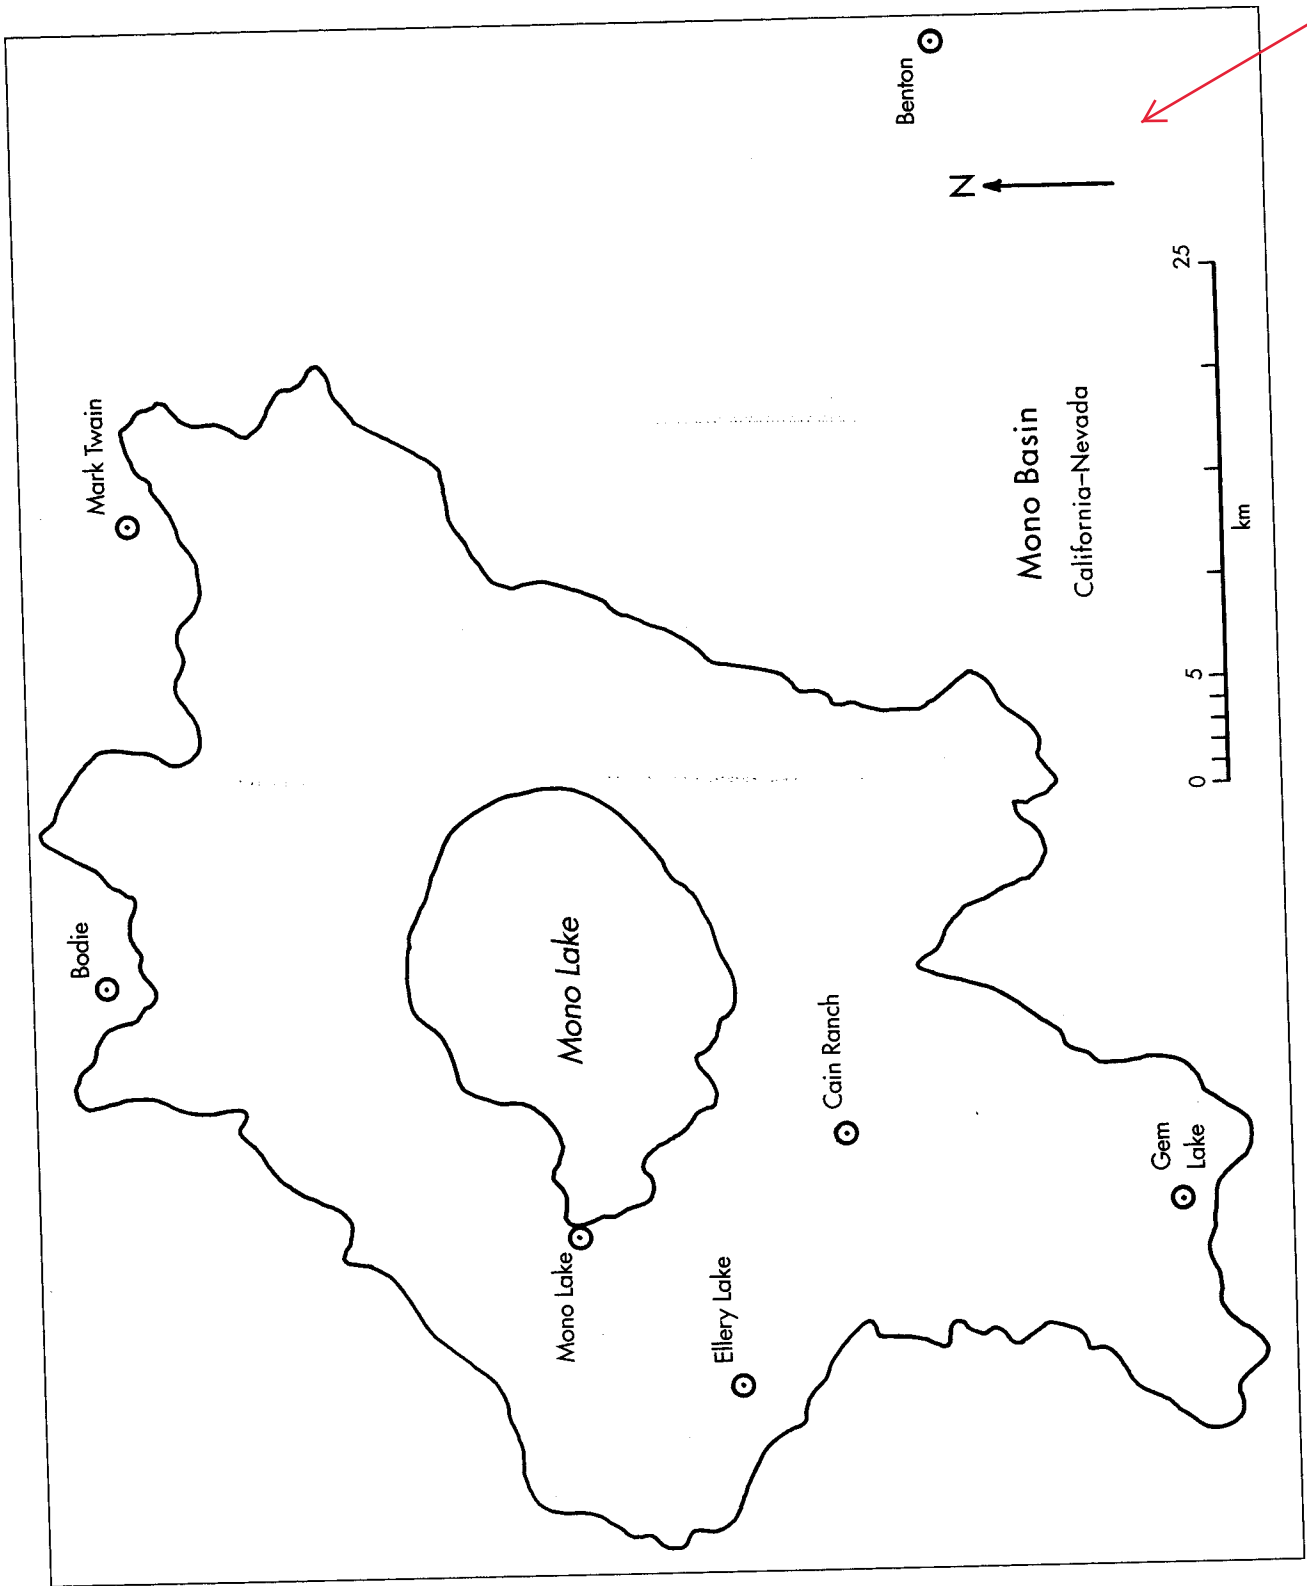 Bodie
Mark Twain
Mono Lake
Mono Lake
Ellery Lake
Cain Ranch
Gem
Lake
Benton
N
Mono Basin
California–Nevada
0
5
25
km